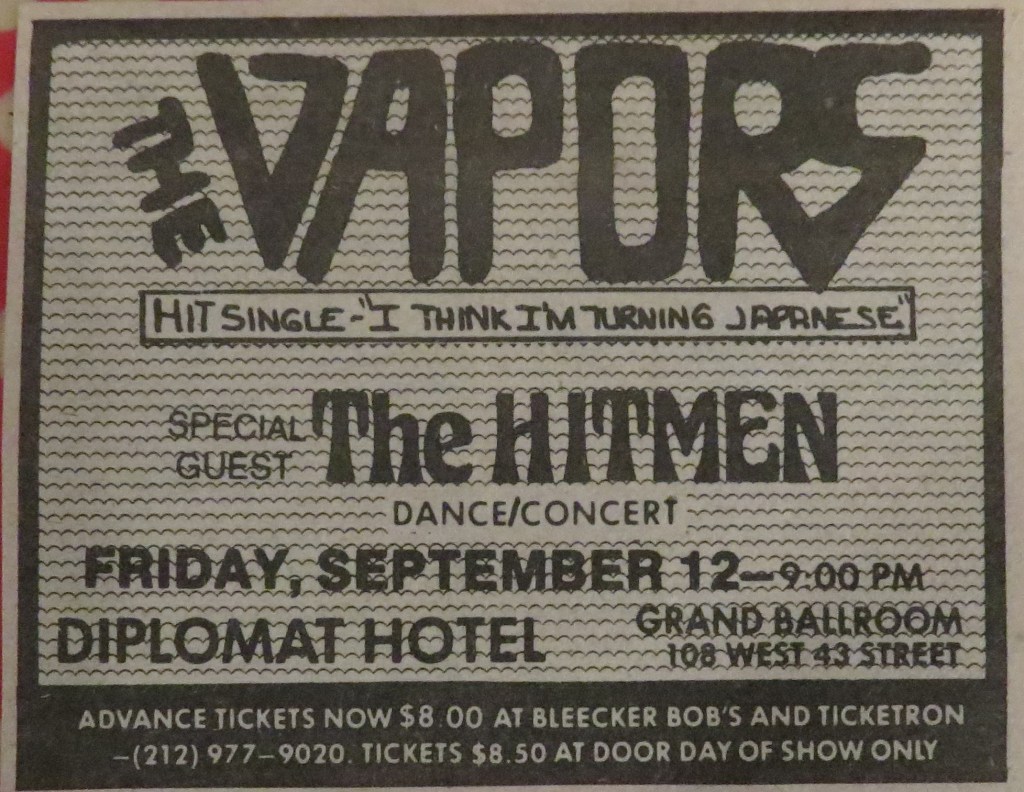 THE VAPORS
HIT SINGLE-"I THINK I'M TURNING JAPANESE"
SPECIAL GUEST The HITMEN
DANCE/CONCERT
FRIDAY, SEPTEMBER 12—9:00 PM
DIPLOMAT HOTEL
GRAND BALLROOM
108 WEST 43 STREET
ADVANCE TICKETS NOW $8.00 AT BLEECKER BOB'S AND TICKETRON
—(212) 977—9020. TICKETS $8.50 AT DOOR DAY OF SHOW ONLY